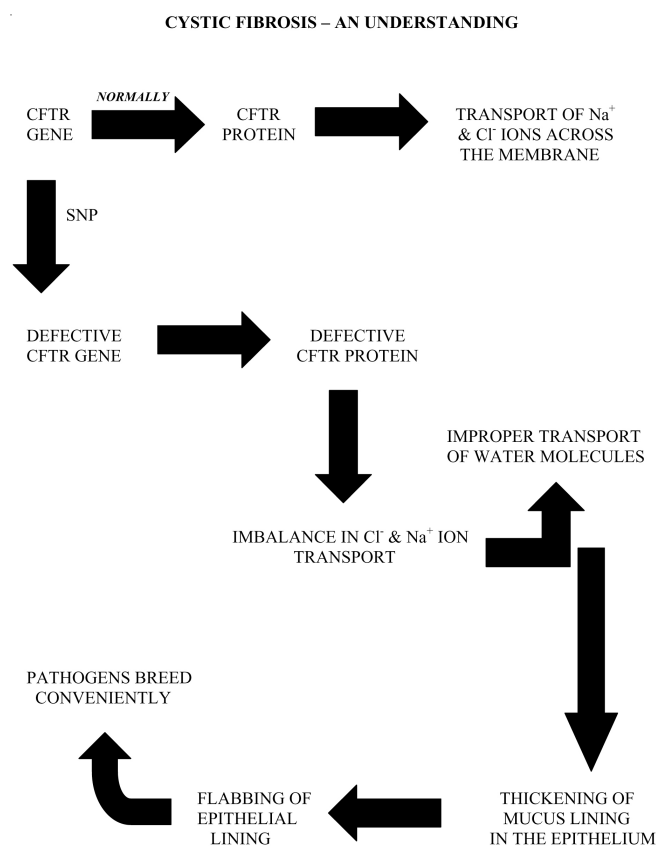 CYSTIC FIBROSIS – AN UNDERSTANDING
NORMALLY
CFTR
GENE
CFTR
PROTEIN
TRANSPORT OF Na⁺
& Cl⁻ IONS ACROSS
THE MEMBRANE
SNP
DEFECTIVE
CFTR GENE
DEFECTIVE
CFTR PROTEIN
IMPROPER TRANSPORT
OF WATER MOLECULES
IMBALANCE IN Cl⁻ & Na⁺ ION
TRANSPORT
PATHOGENS BREED
CONVENIENTLY
FLABBING OF
EPITHELIAL
LINING
THICKENING OF
MUCUS LINING
IN THE EPITHELIUM